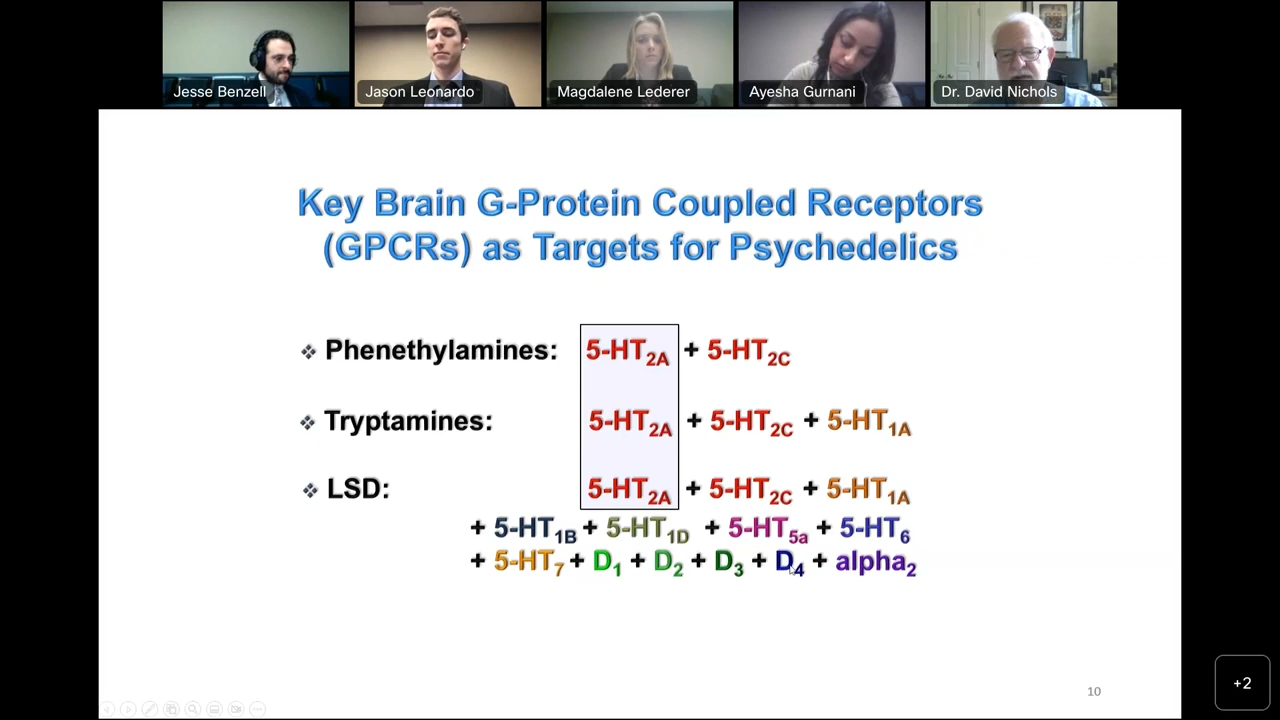 Jesse Benzell
Jason Leonardo
Magdalene Lederer
Ayesha Gurnani
Dr. David Nichols
Key Brain G-Protein Coupled Receptors
(GPCRs) as Targets for Psychedelics
❖ Phenethylamines: 5-HT2A + 5-HT2C
❖ Tryptamines: 5-HT2A + 5-HT2C + 5-HT1A
❖ LSD: 5-HT2A + 5-HT2C + 5-HT1A
+ 5-HT1B + 5-HT1D + 5-HT5a + 5-HT6
+ 5-HT7 + D1 + D2 + D3 + D4 + alpha2
10
+2